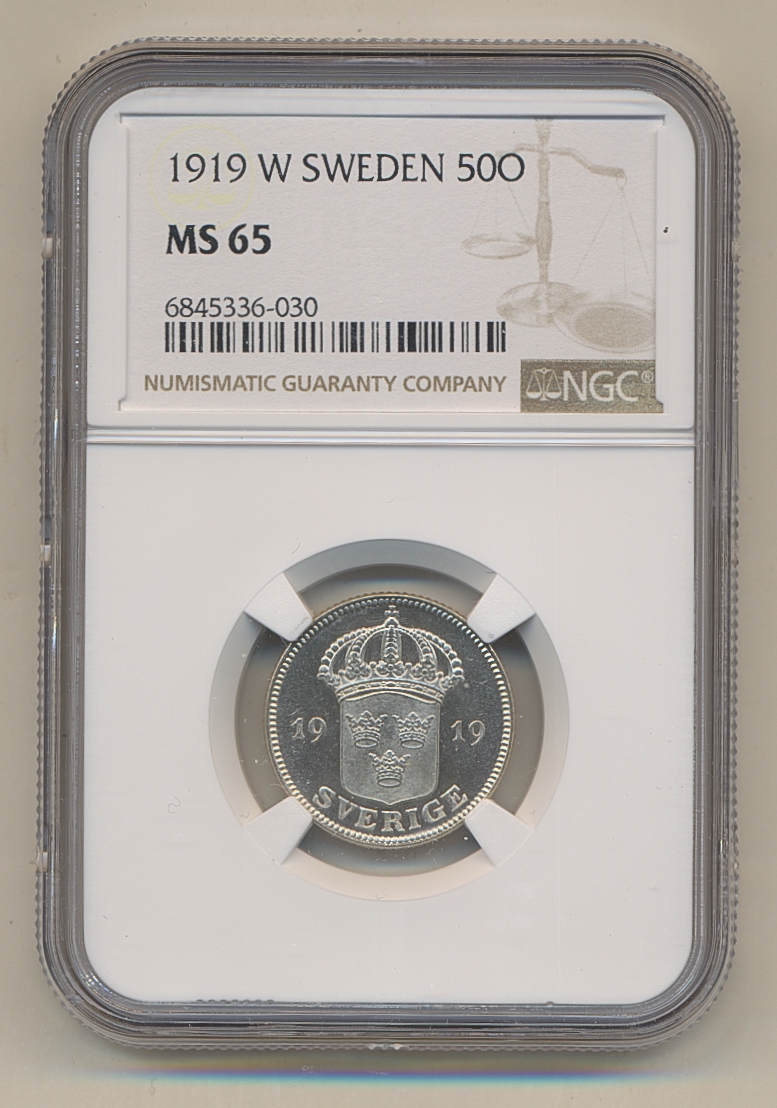 1919 W SWEDEN 50O
MS 65
6845336-030
NUMISMATIC GUARANTY COMPANY
NGC®
19 19
SVERIGE